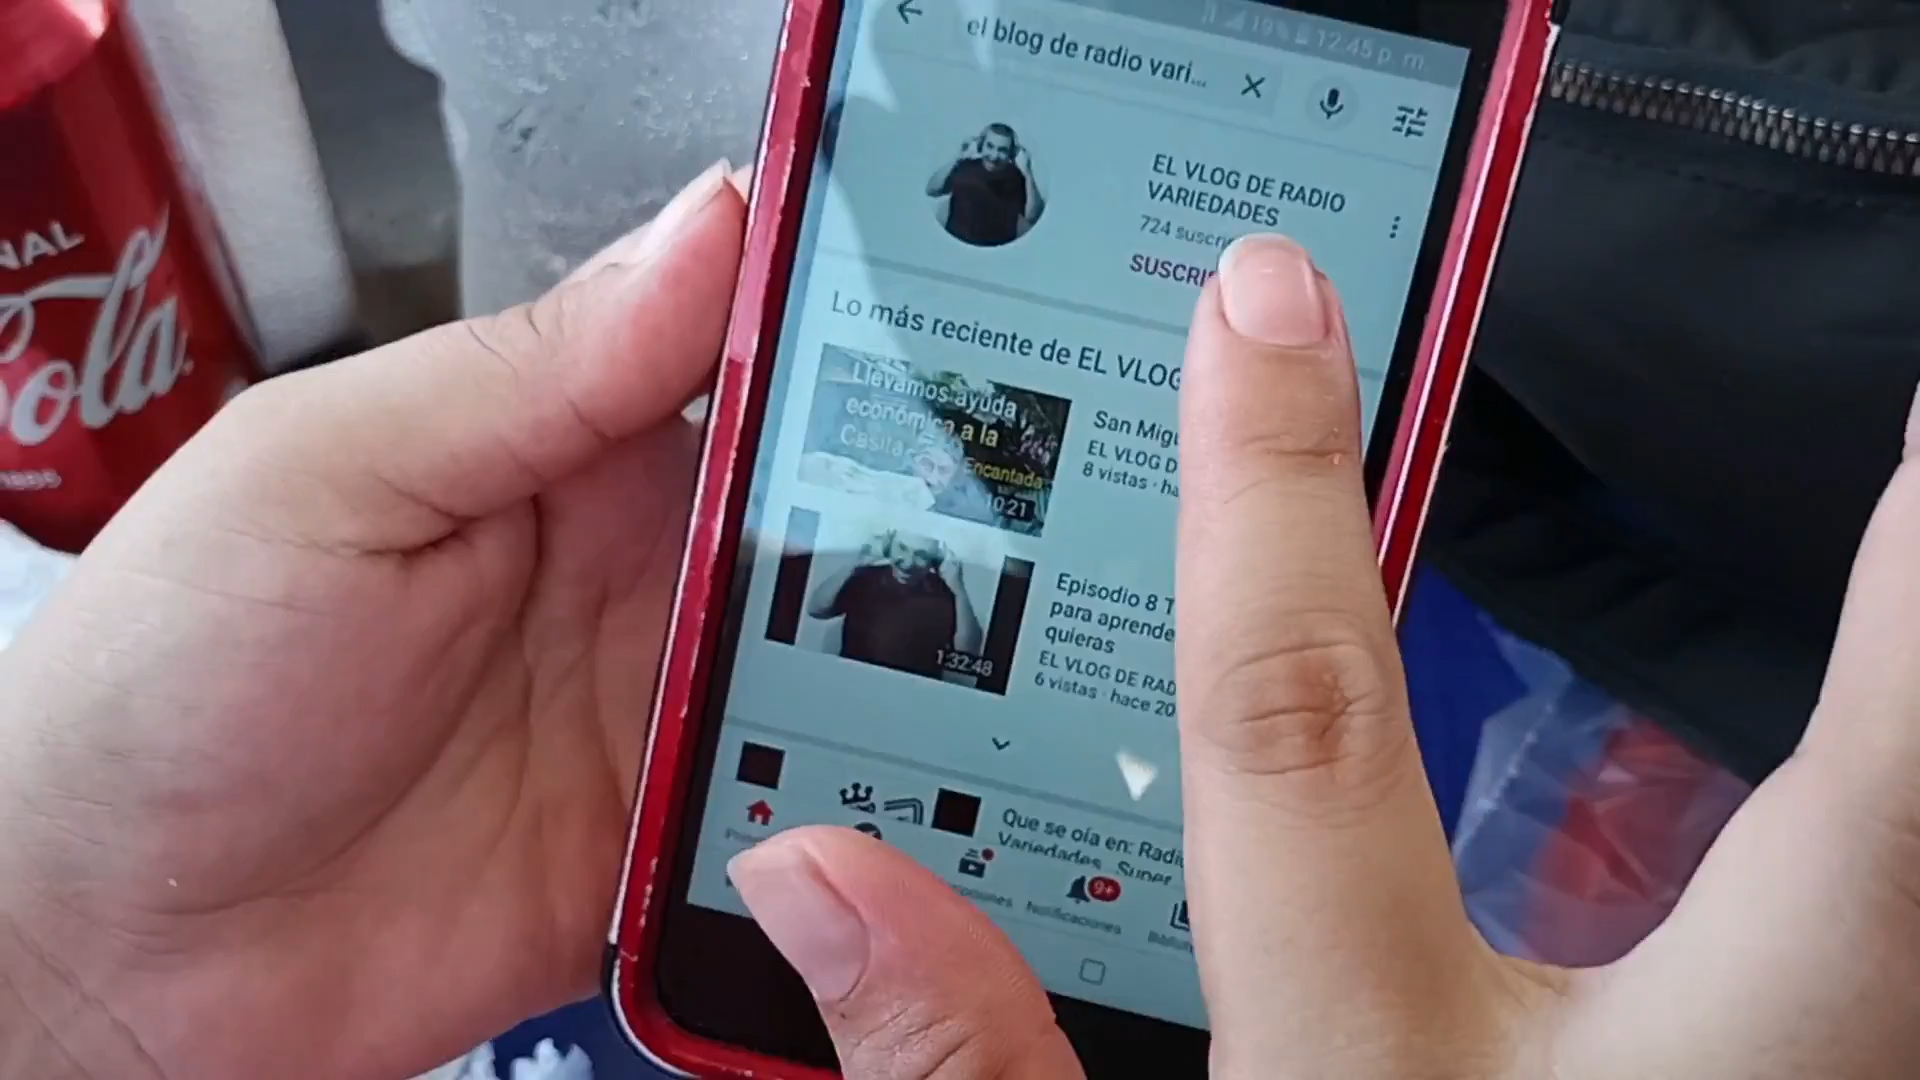 19% 12:45 p. m.
el blog de radio vari...
EL VLOG DE RADIO
VARIEDADES
724 suscri
SUSCRI
Lo más reciente de EL VLOG
Llevamos ayuda
económica a la
Casita
Encantada
10:21
San Migu
EL VLOG D
8 vistas · ha
Episodio 8 T
para aprende
quieras
EL VLOG DE RAD
6 vistas · hace 20
1:32:48
Que se oía en: Radi
Variedades Super
9+
Notificaciones
NAL
Cola